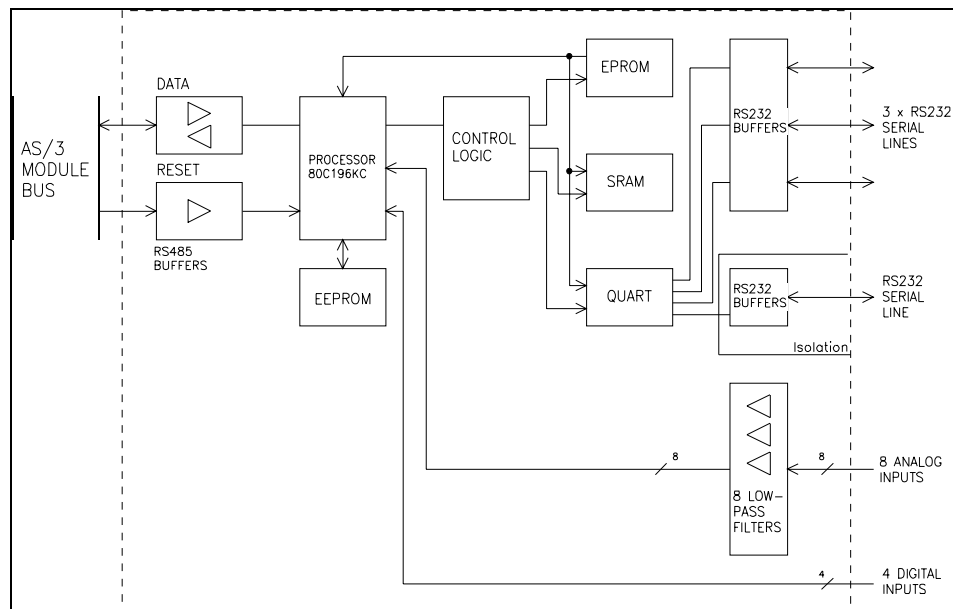 DATA
AS/3
MODULE
BUS
RESET
RS485
BUFFERS
PROCESSOR
80C196KC
EEPROM
CONTROL
LOGIC
EPROM
SRAM
QUART
RS232
BUFFERS
3 x RS232
SERIAL
LINES
RS232
BUFFERS
RS232
SERIAL
LINE
Isolation
8
8
8 ANALOG
INPUTS
8 LOW-
PASS
FILTERS
4
4 DIGITAL
INPUTS